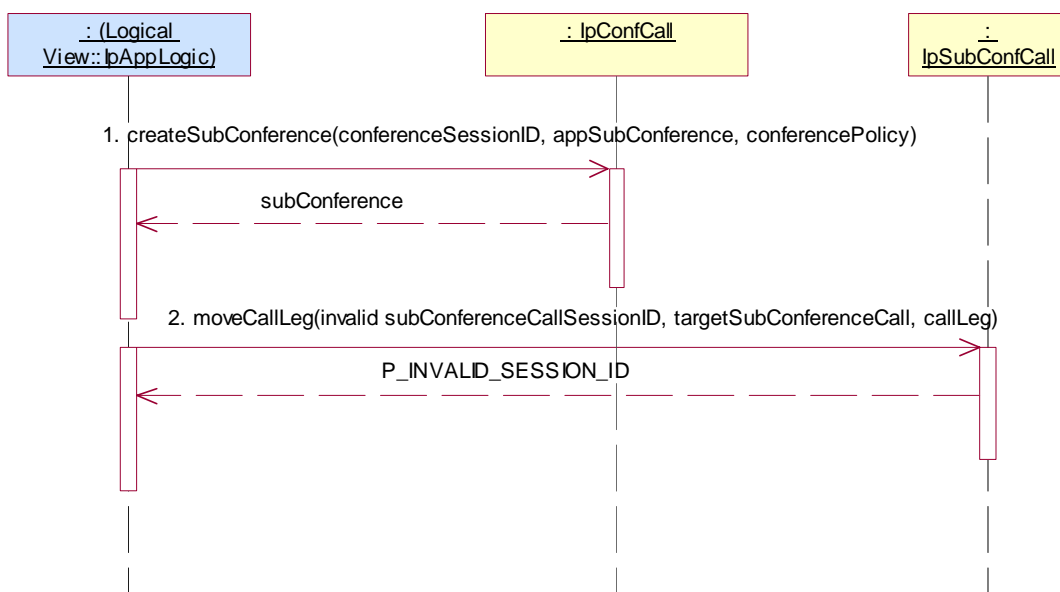 : (Logical
View::IpAppLogic)
: IpConfCall
:
IpSubConfCall
1. createSubConference(conferenceSessionID, appSubConference, conferencePolicy)
subConference
2. moveCallLeg(invalid subConferenceCallSessionID, targetSubConferenceCall, callLeg)
P_INVALID_SESSION_ID